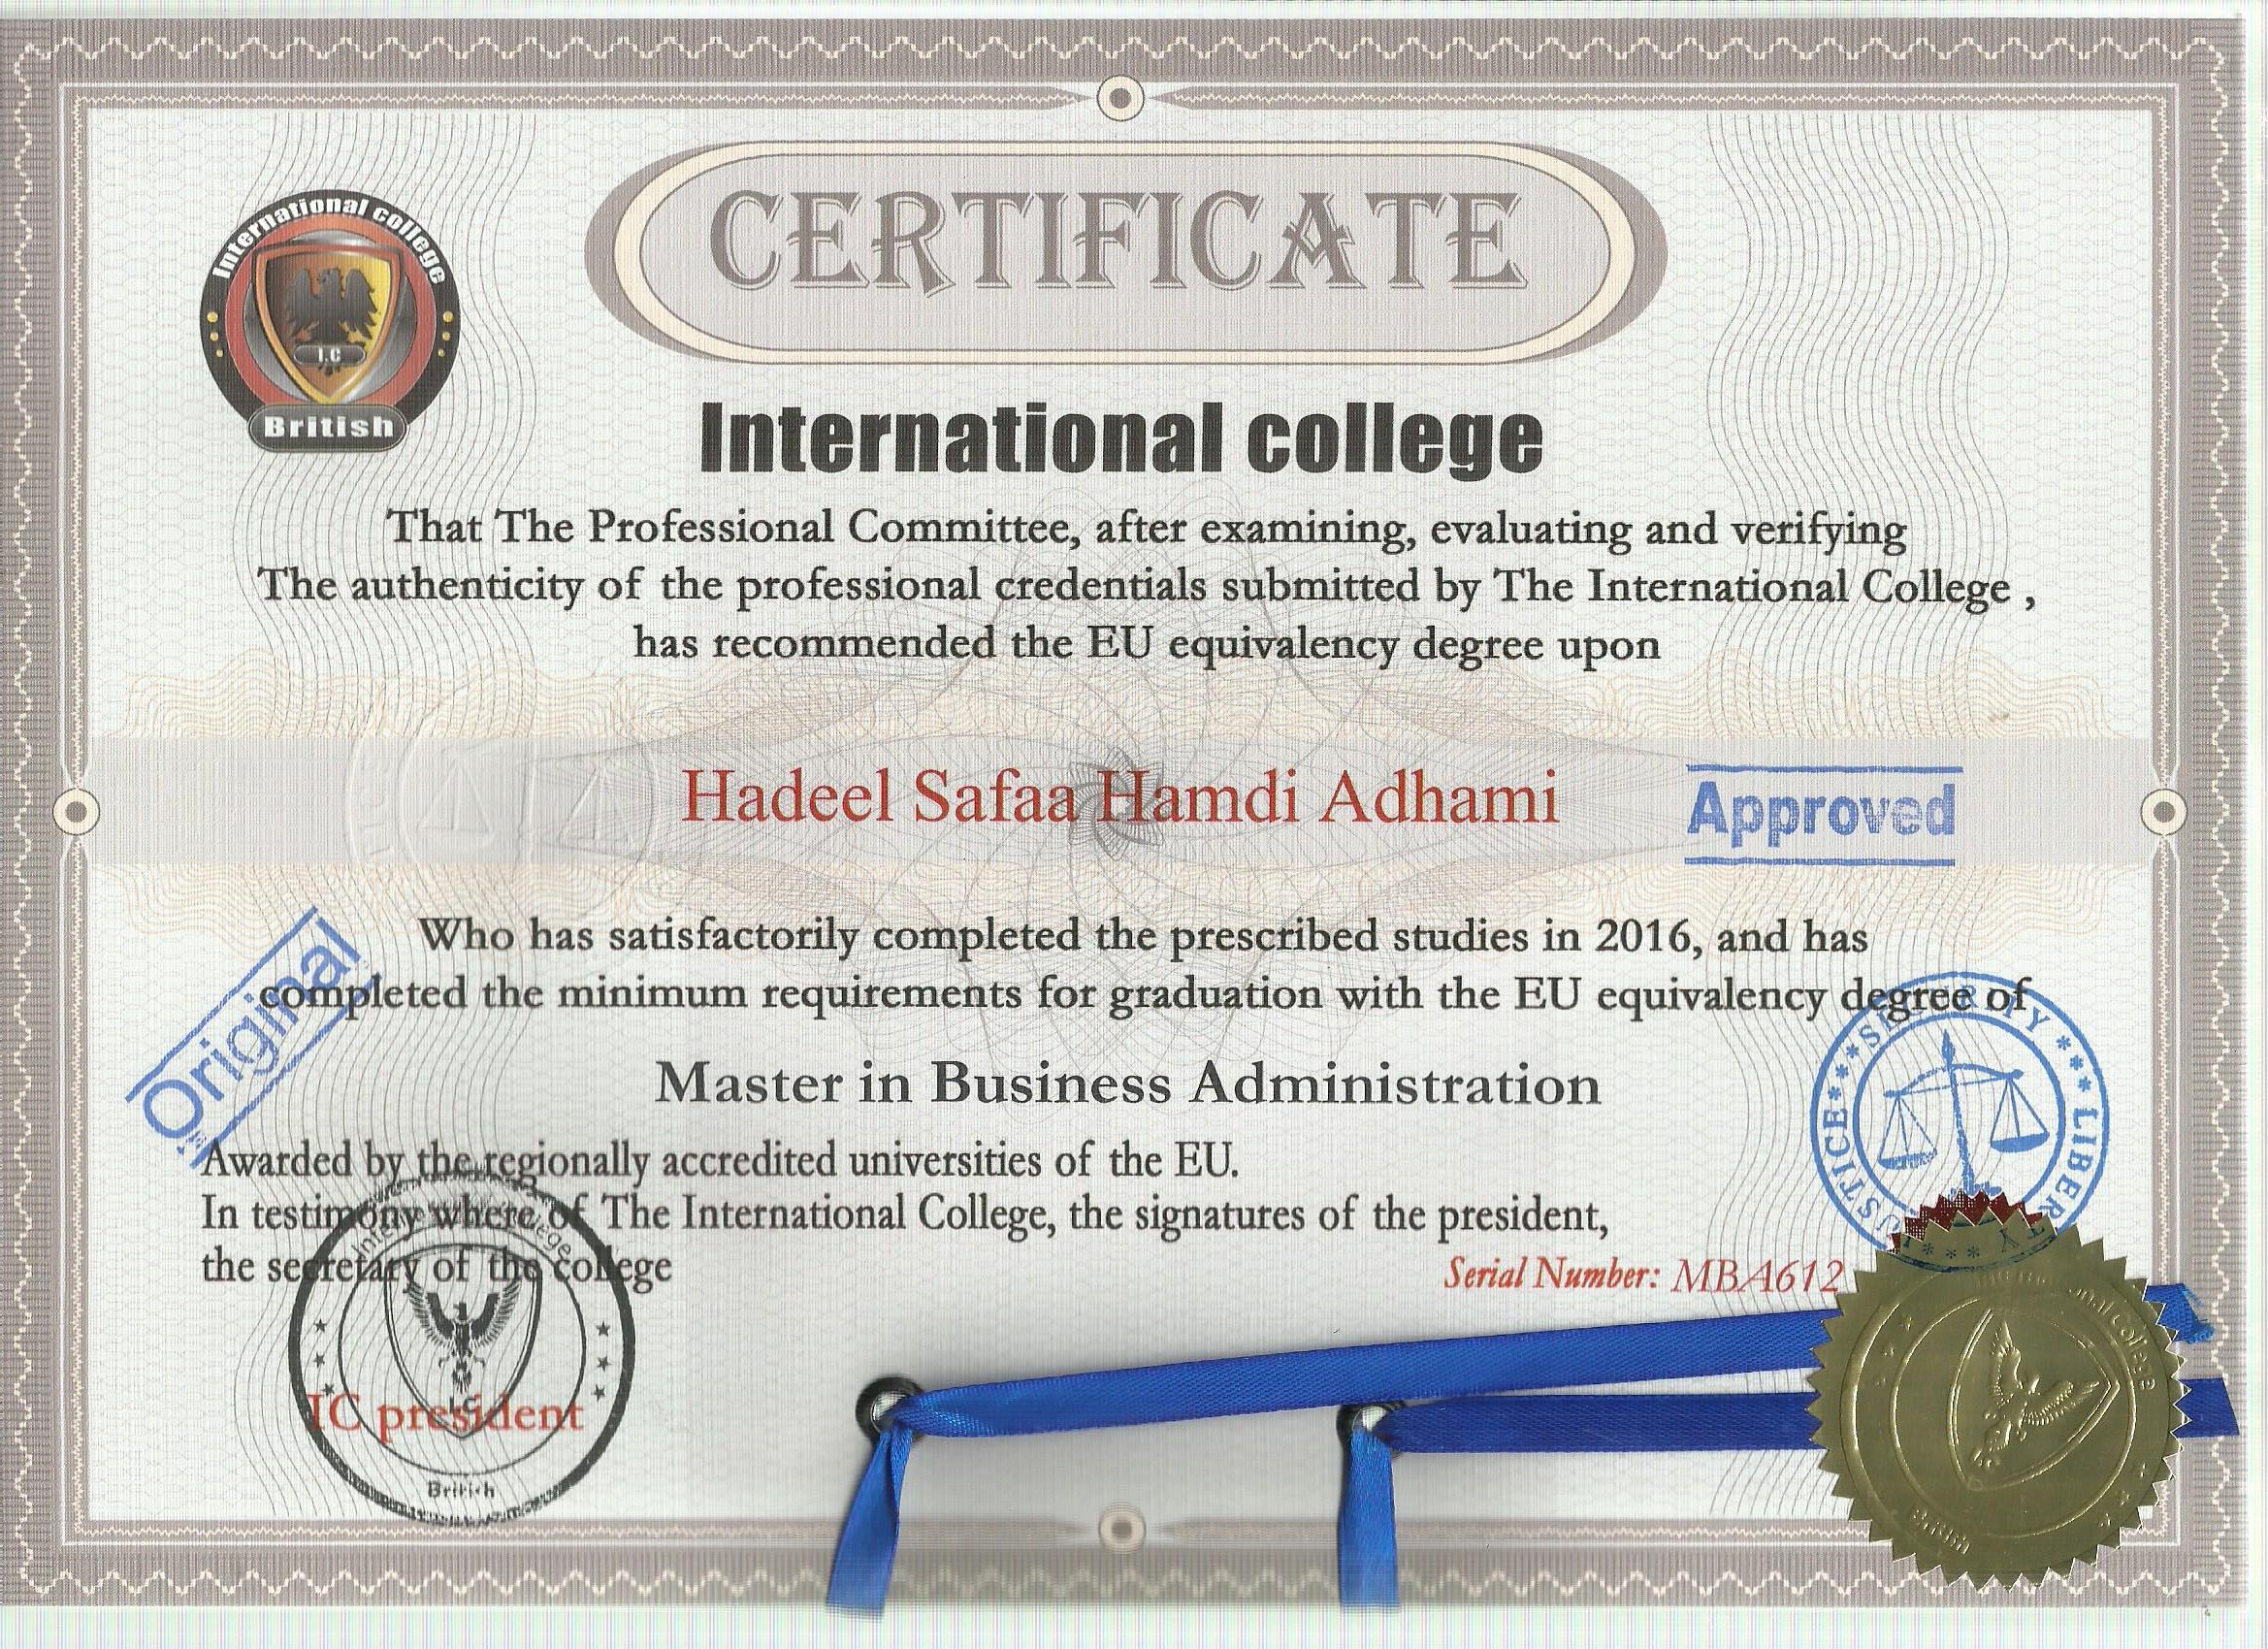 CERTIFICATE
International college
I.C
British
International college
That The Professional Committee, after examining, evaluating and verifying
The authenticity of the professional credentials submitted by The International College ,
has recommended the EU equivalency degree upon
Hadeel Safaa Hamdi Adhami
Approved
Who has satisfactorily completed the prescribed studies in 2016, and has
completed the minimum requirements for graduation with the EU equivalency degree of
Original
Master in Business Administration
Awarded by the regionally accredited universities of the EU.
In testimony where of The International College, the signatures of the president,
the secretary of the college
Serial Number: MBA612
IC president
British
LIBERTY
International College
British